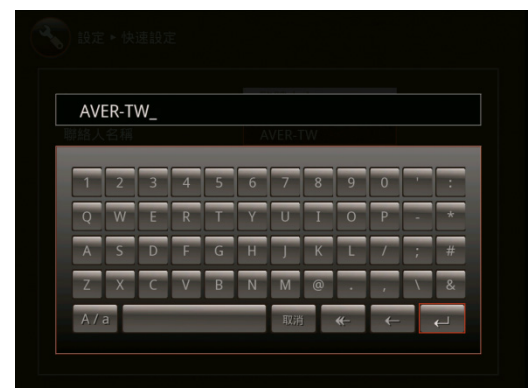 設定 ▸ 快速設定
AVER-TW_
聯絡人名稱 AVER-TW
1 2 3 4 5 6 7 8 9 0 ' :
Q W E R T Y U I O P - *
A S D F G H J K L / ; #
Z X C V B N M @ . , \ &
A / a 取消